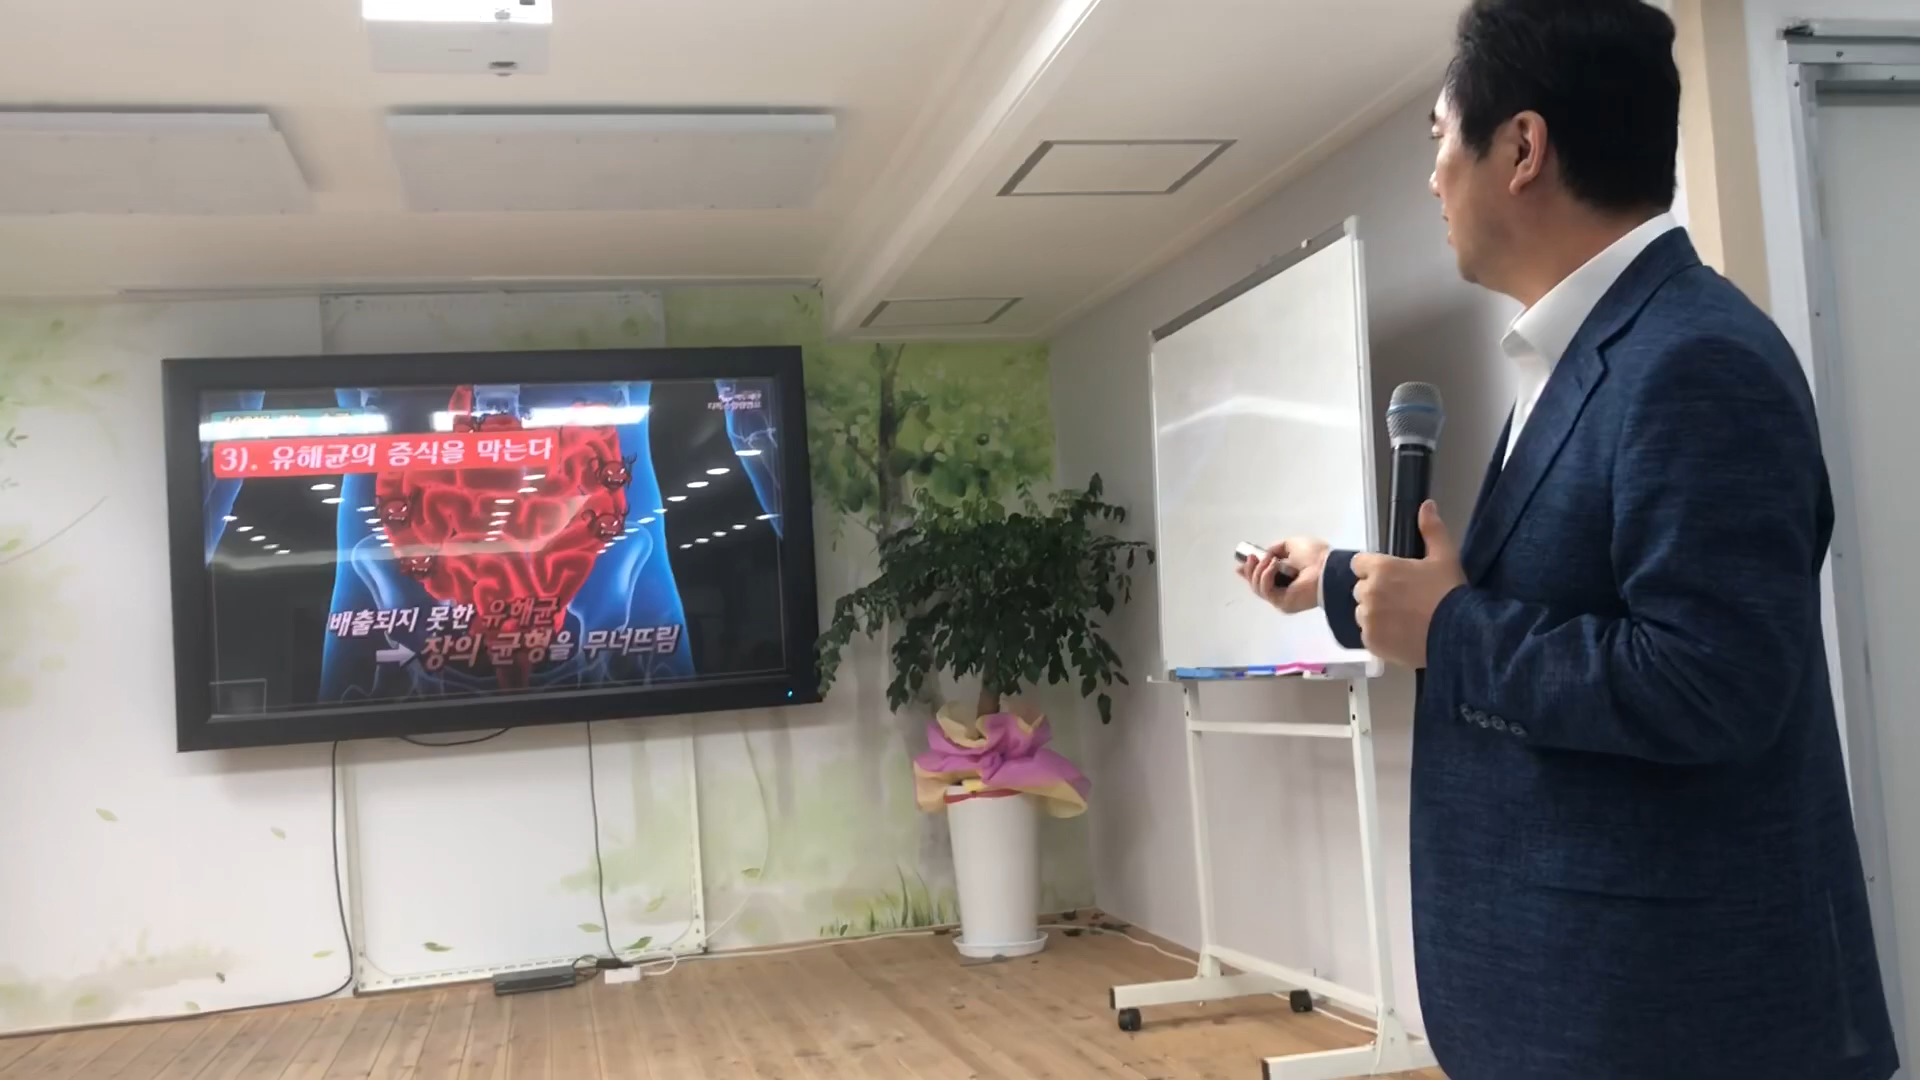 3). 유해균의 증식을 막는다
배출되지 못한 유해균
장의 균형을 무너뜨림